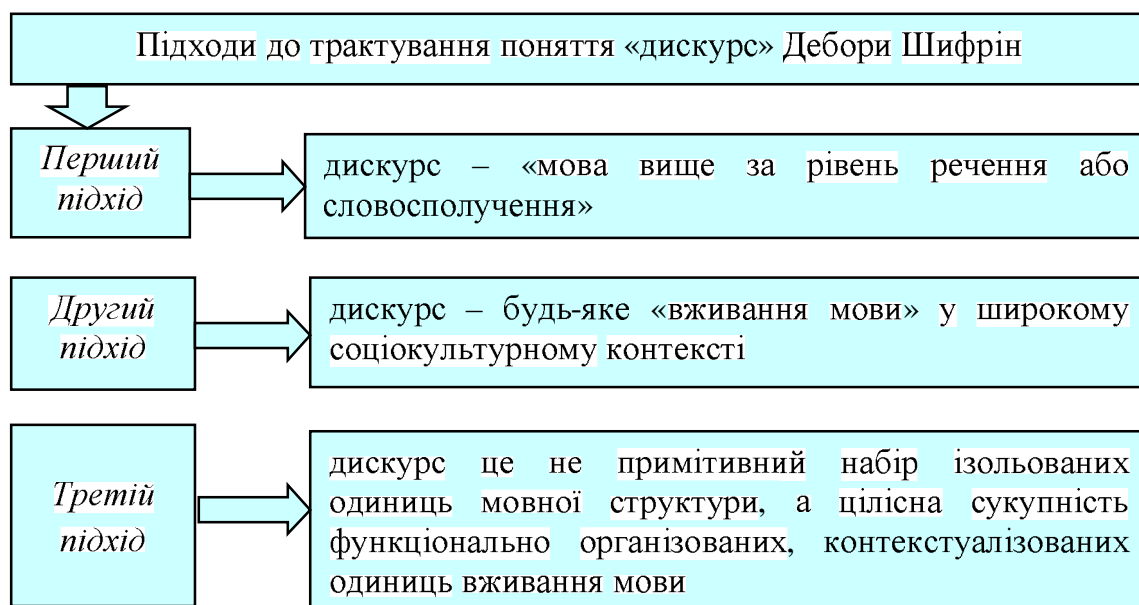 Підходи до трактування поняття «дискурс» Дебори Шифрін
Перший
підхід
дискурс – «мова вище за рівень речення або
словосполучення»
Другий
підхід
дискурс – будь-яке «вживання мови» у широкому
соціокультурному контексті
Третій
підхід
дискурс це не примітивний набір ізольованих
одиниць мовної структури, а цілісна сукупність
функціонально організованих, контекстуалізованих
одиниць вживання мови